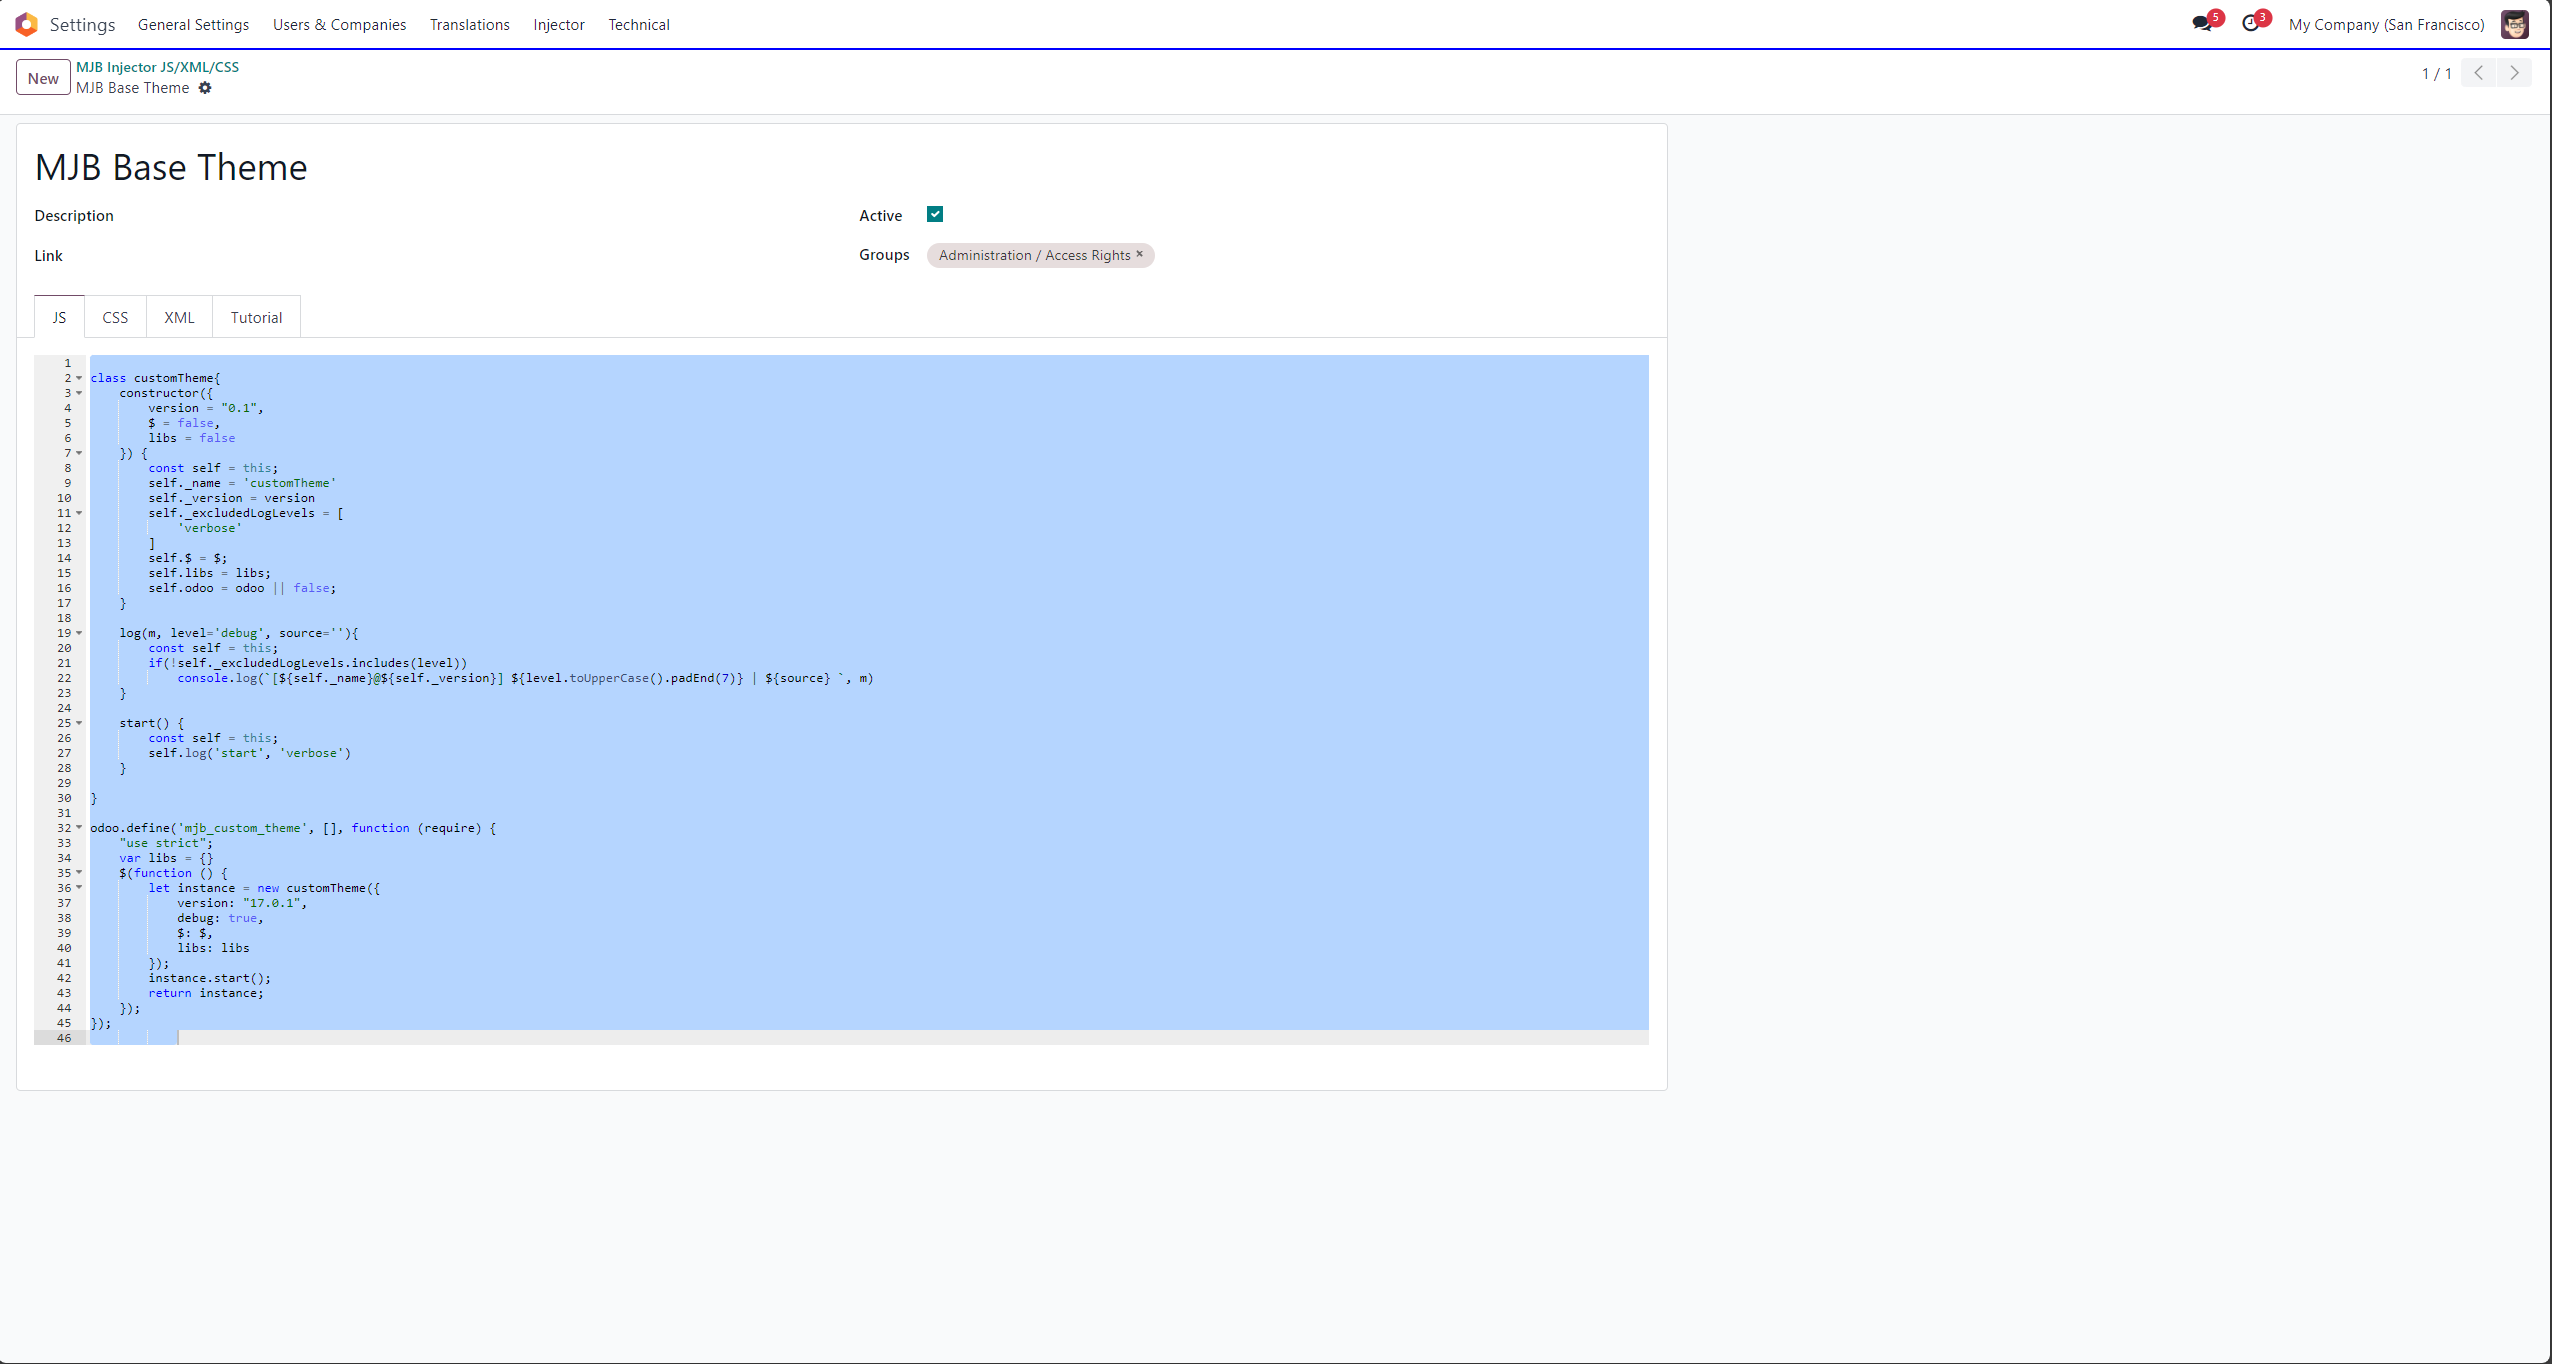 Settings General Settings Users & Companies Translations Injector Technical 5 3 My Company (San Francisco)
New MJB Injector JS/XML/CSS
MJB Base Theme
1 / 1
MJB Base Theme
Description
Active
Link
Groups Administration / Access Rights ×
JS CSS XML Tutorial
1
2 class customTheme{
3     constructor({
4         version = "0.1",
5         $ = false,
6         libs = false
7     }) {
8         const self = this;
9         self._name = 'customTheme'
10         self._version = version
11         self._excludedLogLevels = [
12             'verbose'
13         ]
14         self.$ = $;
15         self.libs = libs;
16         self.odoo = odoo || false;
17     }
18
19     log(m, level='debug', source=''){
20         const self = this;
21         if(!self._excludedLogLevels.includes(level))
22             console.log(`[${self._name}@${self._version}] ${level.toUpperCase().padEnd(7)} | ${source} `, m)
23     }
24
25     start() {
26         const self = this;
27         self.log('start', 'verbose')
28     }
29
30 }
31
32 odoo.define('mjb_custom_theme', [], function (require) {
33     "use strict";
34     var libs = {}
35     $(function () {
36         let instance = new customTheme({
37             version: "17.0.1",
38             debug: true,
39             $: $,
40             libs: libs
41         });
42         instance.start();
43         return instance;
44     });
45 });
46